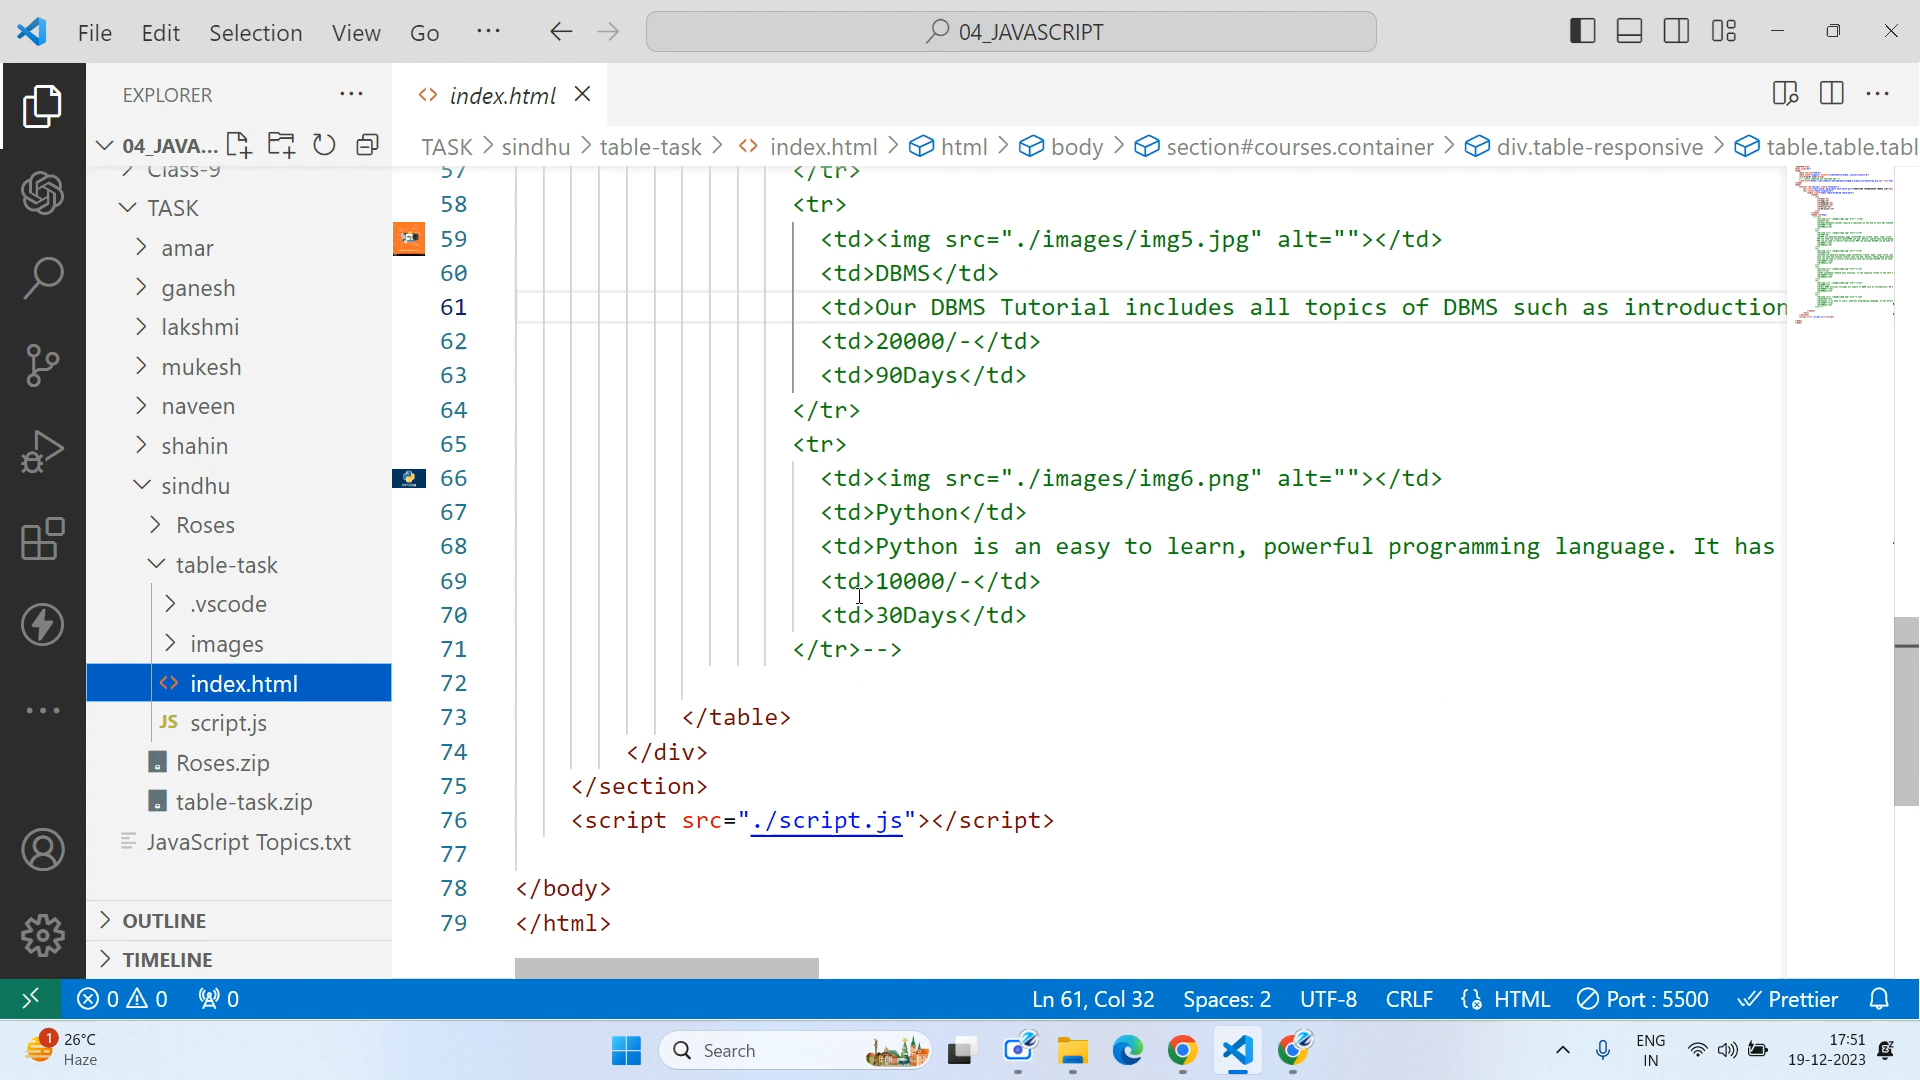 File Edit Selection View Go ··· 04_JAVASCRIPT
EXPLORER ···
index.html
04_JAVA...
TASK > sindhu > table-task > <> index.html > html > body > section#courses.container > div.table-responsive > table.table.tabl
Class-9
TASK
amar
ganesh
lakshmi
mukesh
naveen
shahin
sindhu
Roses
table-task
.vscode
images
<> index.html
JS script.js
Roses.zip
table-task.zip
JavaScript Topics.txt
OUTLINE
TIMELINE
57 </tr>
58 <tr>
59 <td><img src="./images/img5.jpg" alt=""></td>
60 <td>DBMS</td>
61 <td>Our DBMS Tutorial includes all topics of DBMS such as introduction
62 <td>20000/-</td>
63 <td>90Days</td>
64 </tr>
65 <tr>
66 <td><img src="./images/img6.png" alt=""></td>
67 <td>Python</td>
68 <td>Python is an easy to learn, powerful programming language. It has
69 <td>10000/-</td>
70 <td>30Days</td>
71 </tr>-->
72
73 </table>
74 </div>
75 </section>
76 <script src="./script.js"></script>
77
78 </body>
79 </html>
0 0 0 Ln 61, Col 32 Spaces: 2 UTF-8 CRLF HTML Port : 5500 Prettier
1 26°C
Haze
Search
ENG
IN
17:51
19-12-2023